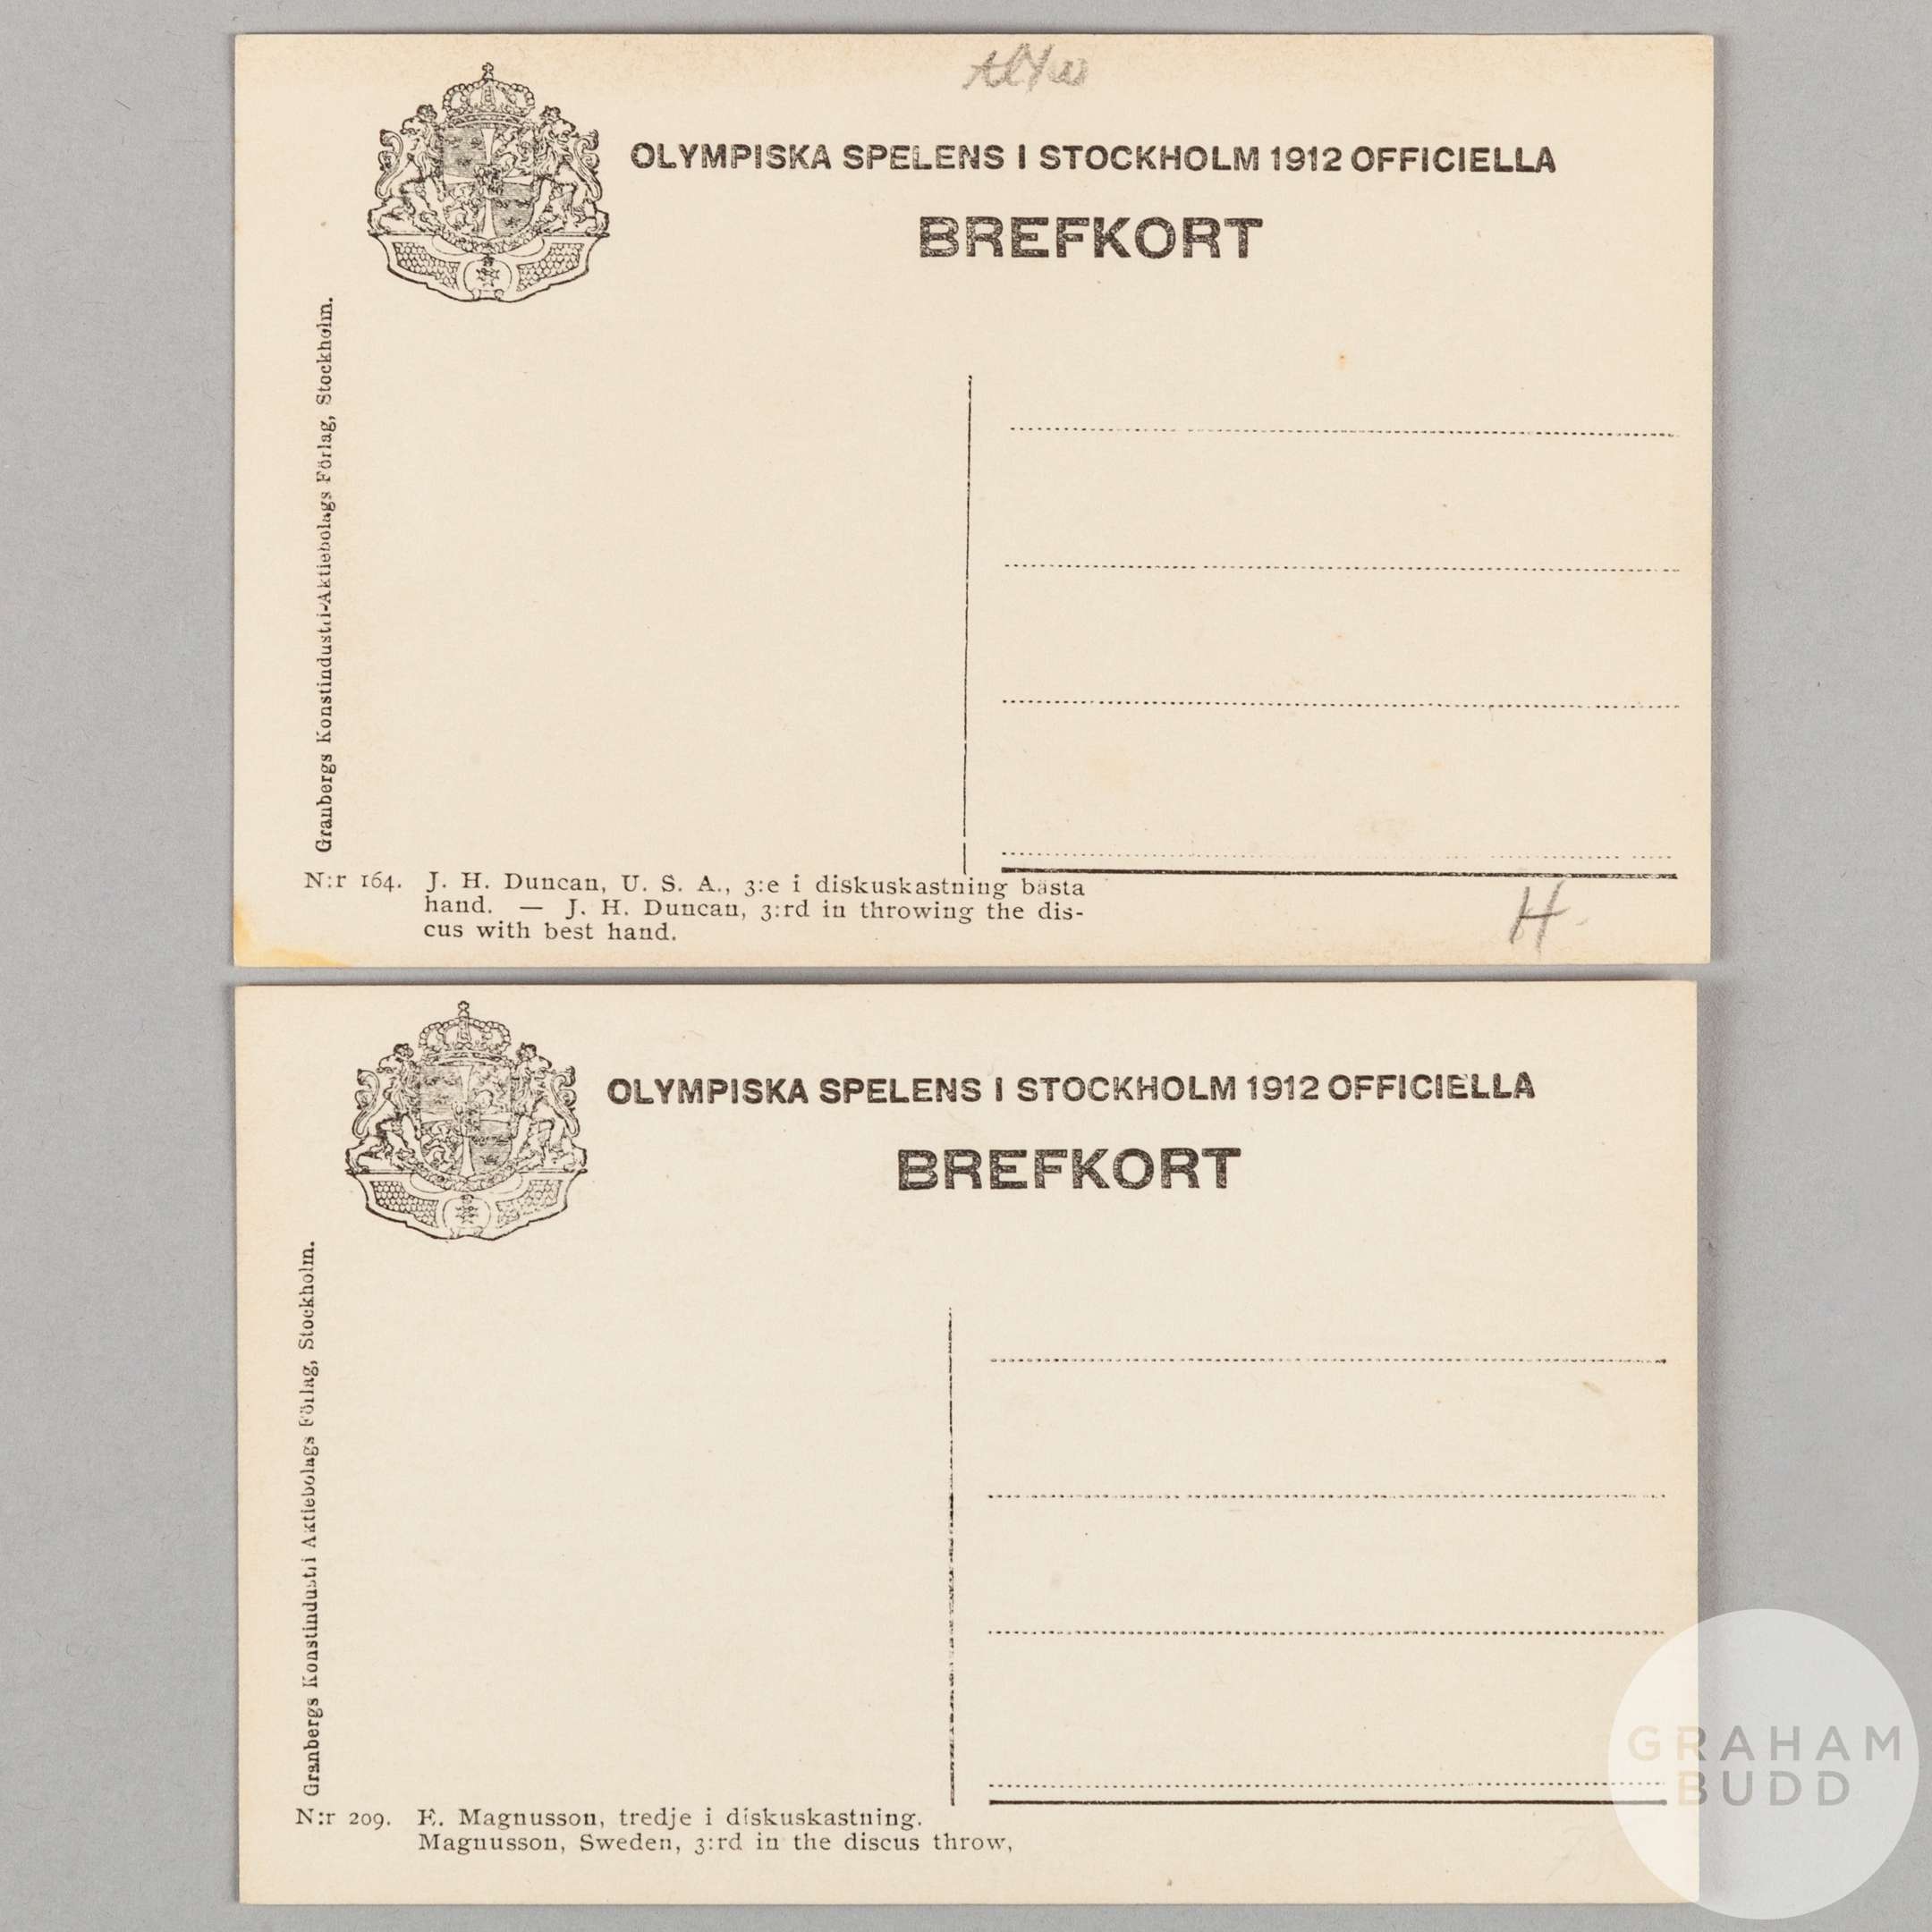 OLYMPISKA SPELENS I STOCKHOLM 1912 OFFICIELLA
BREFKORT
Granbergs Konstindustri-Aktiebolags Förlag, Stockholm.
N:r 164. J. H. Duncan, U. S. A., 3:e i diskuskastning bästa
hand. — J. H. Duncan, 3:rd in throwing the dis-
cus with best hand.
H
OLYMPISKA SPELENS I STOCKHOLM 1912 OFFICIELLA
BREFKORT
Granbergs Konstindustri Aktiebolags Förlag, Stockholm.
N:r 209. E. Magnusson, tredje i diskuskastning.
Magnusson, Sweden, 3:rd in the discus throw,
GRAHAM
BUDD